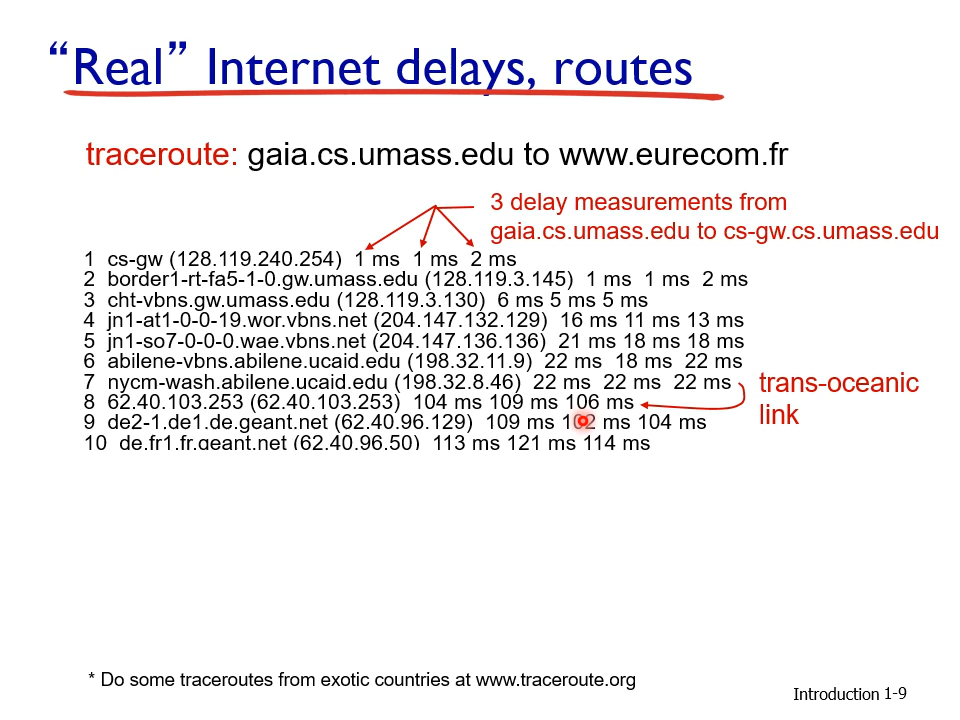 “Real” Internet delays, routes
traceroute: gaia.cs.umass.edu to www.eurecom.fr
3 delay measurements from
gaia.cs.umass.edu to cs-gw.cs.umass.edu
1 cs-gw (128.119.240.254) 1 ms 1 ms 2 ms
2 border1-rt-fa5-1-0.gw.umass.edu (128.119.3.145) 1 ms 1 ms 2 ms
3 cht-vbns.gw.umass.edu (128.119.3.130) 6 ms 5 ms 5 ms
4 jn1-at1-0-0-19.wor.vbns.net (204.147.132.129) 16 ms 11 ms 13 ms
5 jn1-so7-0-0-0.wae.vbns.net (204.147.136.136) 21 ms 18 ms 18 ms
6 abilene-vbns.abilene.ucaid.edu (198.32.11.9) 22 ms 18 ms 22 ms
7 nycm-wash.abilene.ucaid.edu (198.32.8.46) 22 ms 22 ms 22 ms
trans-oceanic
link
8 62.40.103.253 (62.40.103.253) 104 ms 109 ms 106 ms
9 de2-1.de1.de.geant.net (62.40.96.129) 109 ms 102 ms 104 ms
10 de.fr1.fr.geant.net (62.40.96.50) 113 ms 121 ms 114 ms
* Do some traceroutes from exotic countries at www.traceroute.org
Introduction 1-9